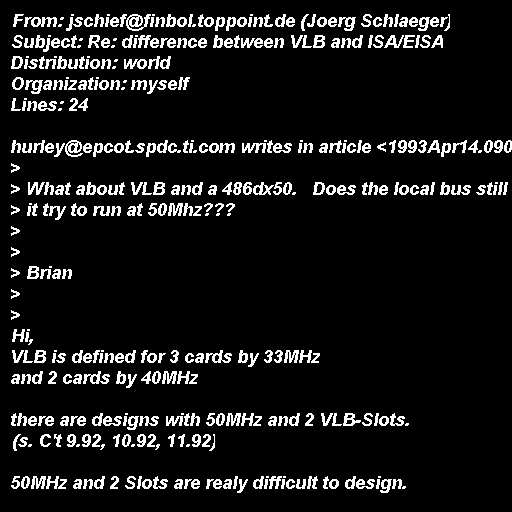 From: jschief@finbol.toppoint.de (Joerg Schlaeger)
Subject: Re: difference between VLB and ISA/EISA
Distribution: world
Organization: myself
Lines: 24

hurley@epcot.spdc.ti.com writes in article <1993Apr14.090
>
> What about VLB and a 486dx50.   Does the local bus still
> it try to run at 50Mhz???
>
>
> Brian
>
>
Hi,
VLB is defined for 3 cards by 33MHz
and 2 cards by 40MHz

there are designs with 50MHz and 2 VLB-Slots.
(s. C't 9.92, 10.92, 11.92)

50MHz and 2 Slots are realy difficult to design.